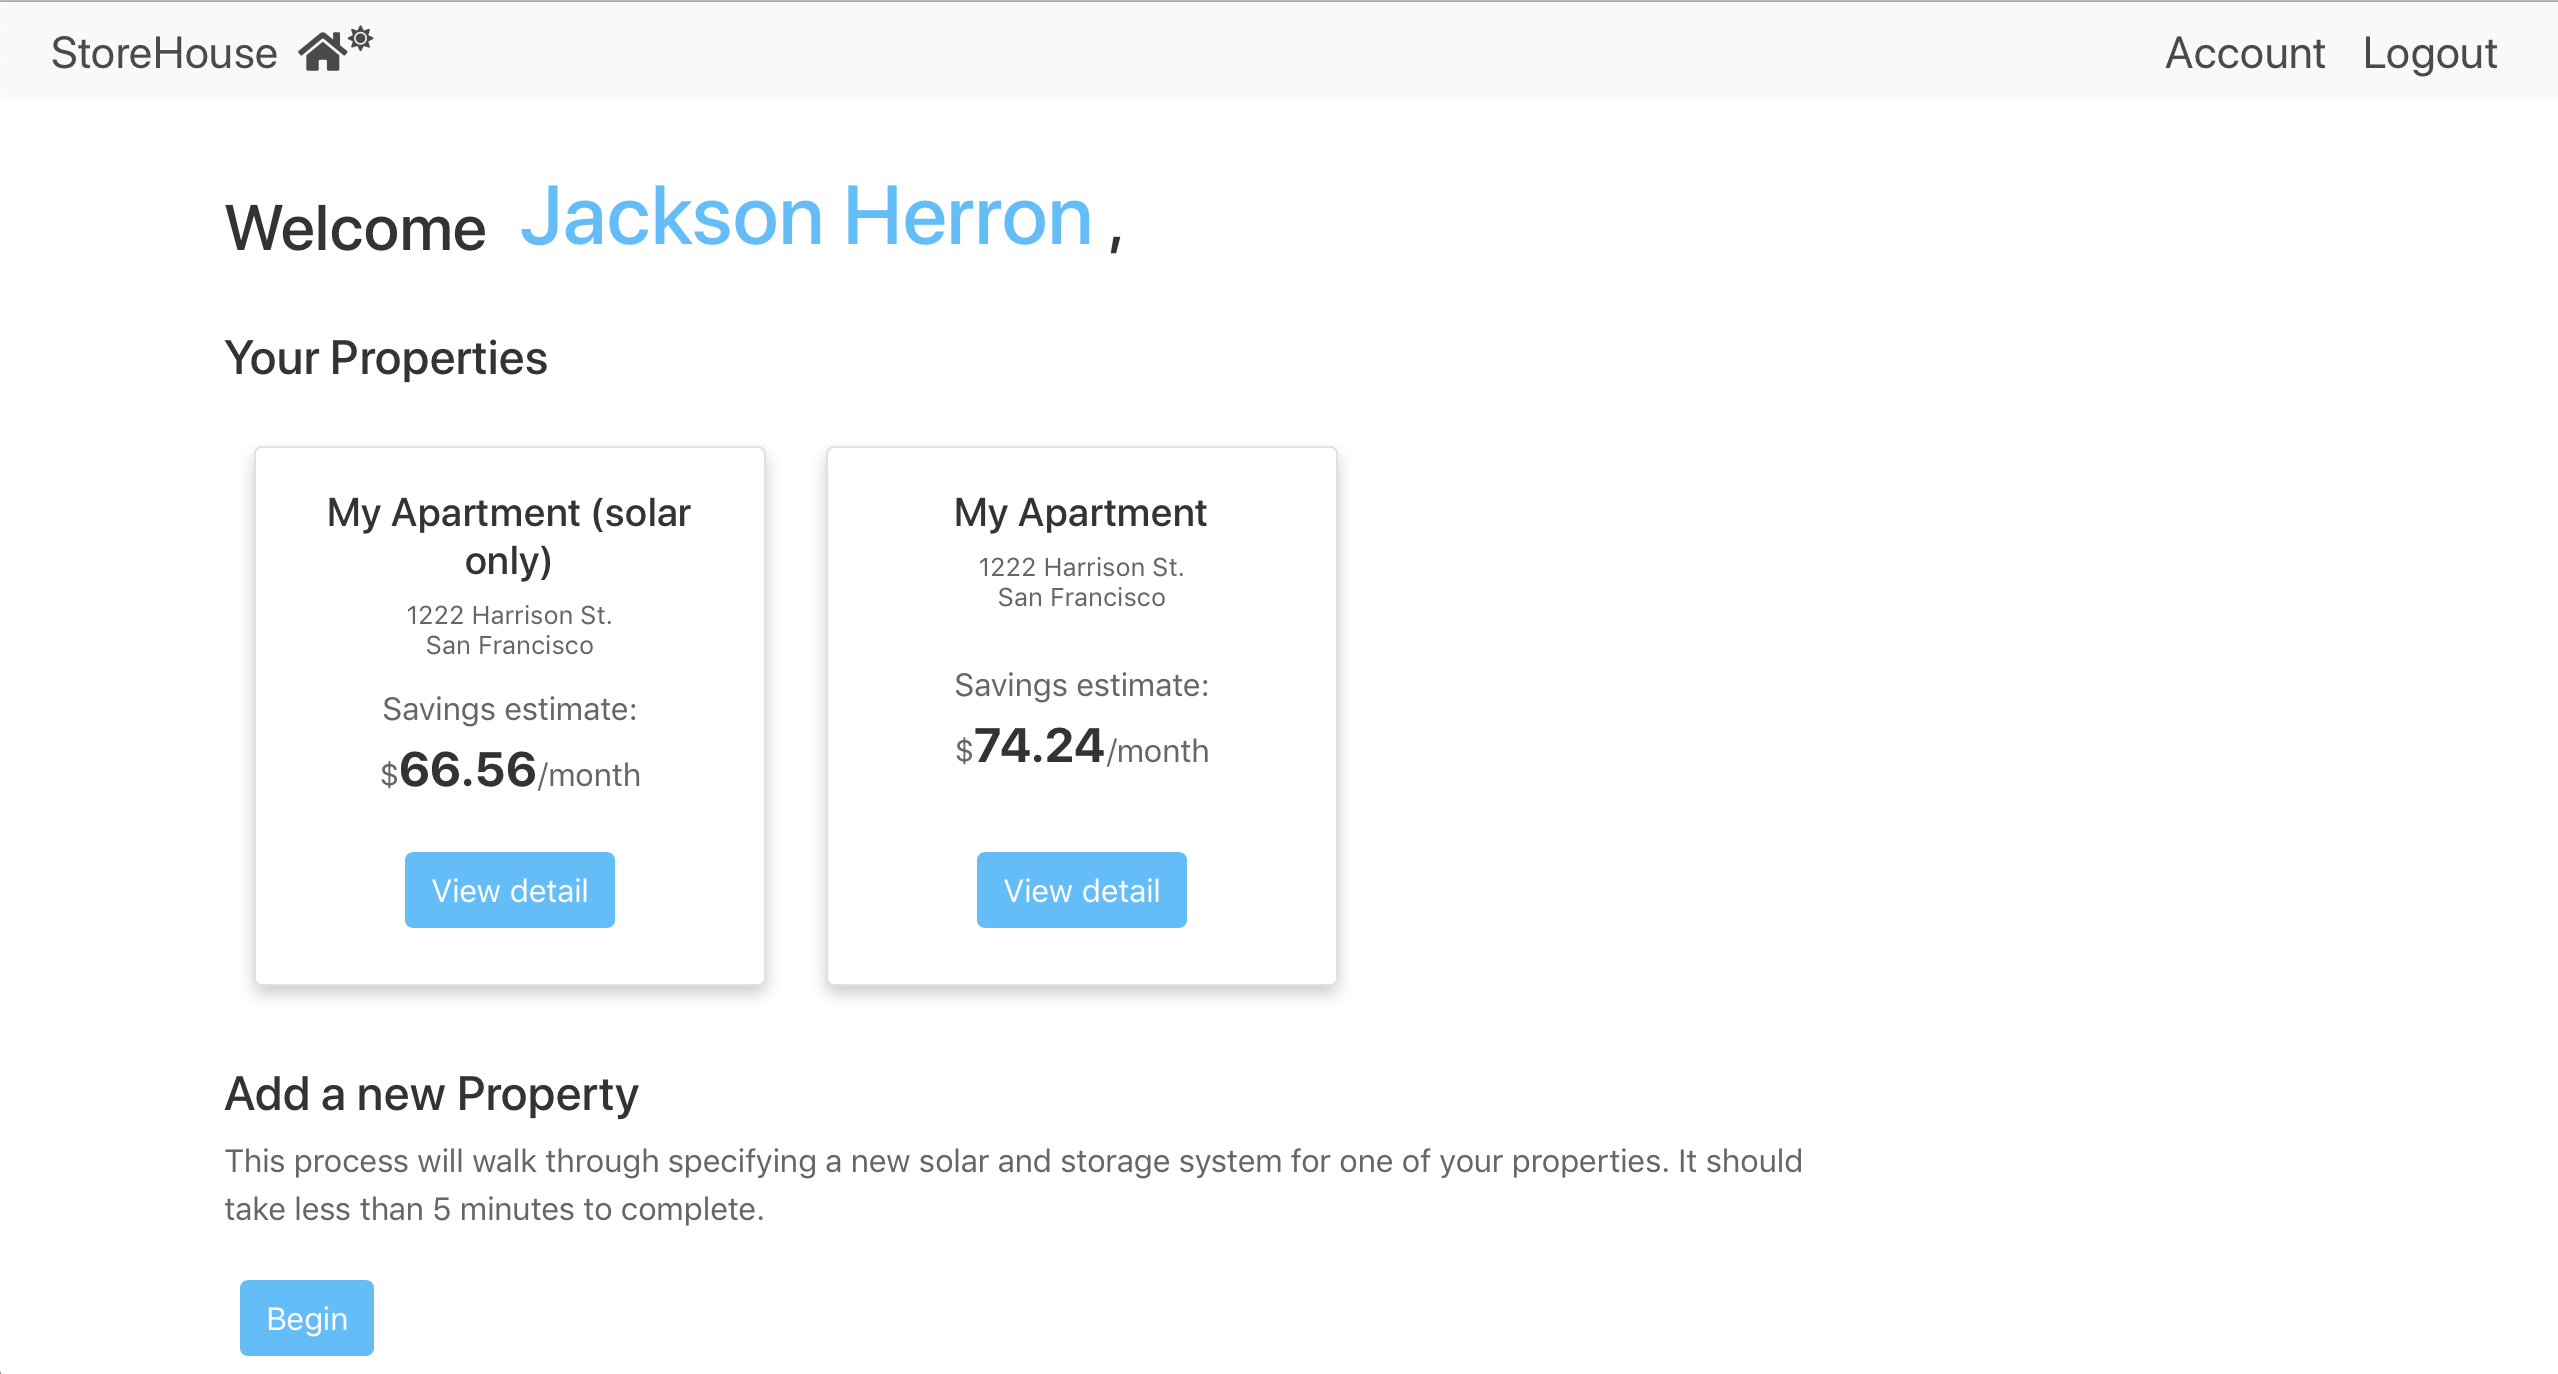 StoreHouse
Account Logout
Welcome Jackson Herron ,
Your Properties
My Apartment (solar
only)
1222 Harrison St.
San Francisco
Savings estimate:
$66.56/month
View detail
My Apartment
1222 Harrison St.
San Francisco
Savings estimate:
$74.24/month
View detail
Add a new Property
This process will walk through specifying a new solar and storage system for one of your properties. It should
take less than 5 minutes to complete.
Begin